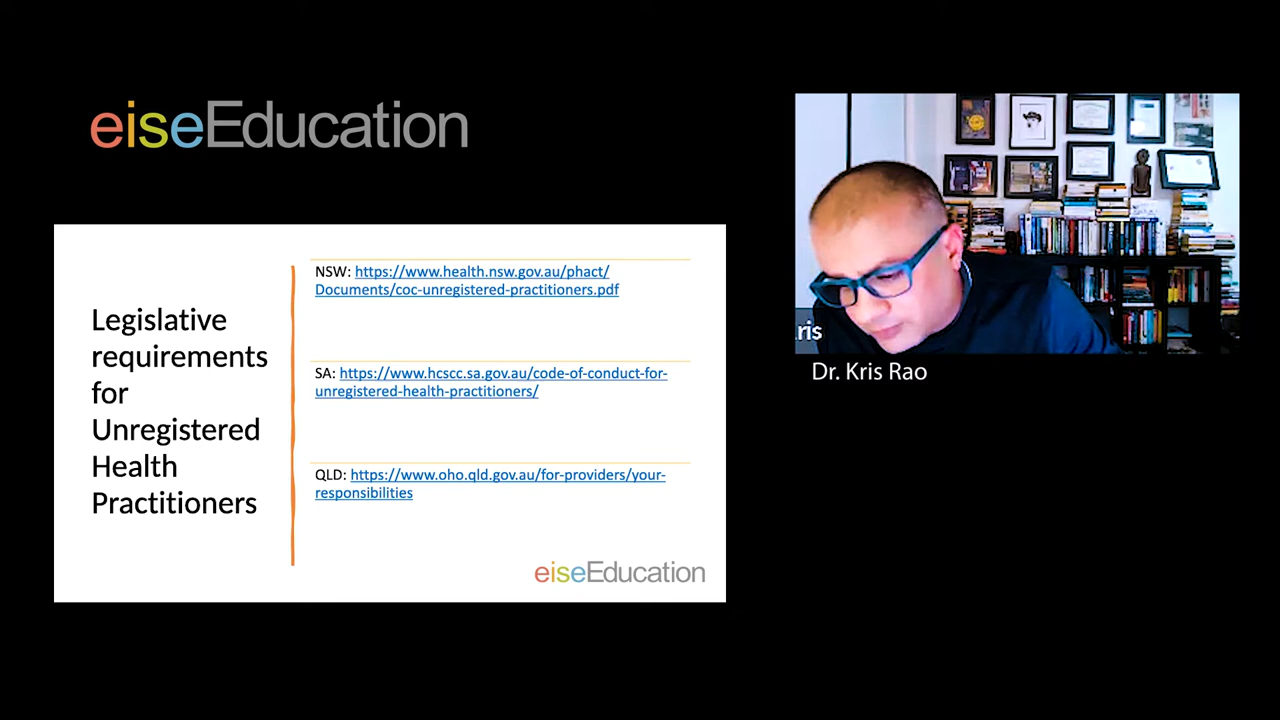 eiseEducation
Legislative
requirements
for
Unregistered
Health
Practitioners
NSW: https://www.health.nsw.gov.au/phact/
Documents/coc-unregistered-practitioners.pdf
SA: https://www.hcscc.sa.gov.au/code-of-conduct-for-
unregistered-health-practitioners/
QLD: https://www.oho.qld.gov.au/for-providers/your-
responsibilities
eiseEducation
ris
Dr. Kris Rao